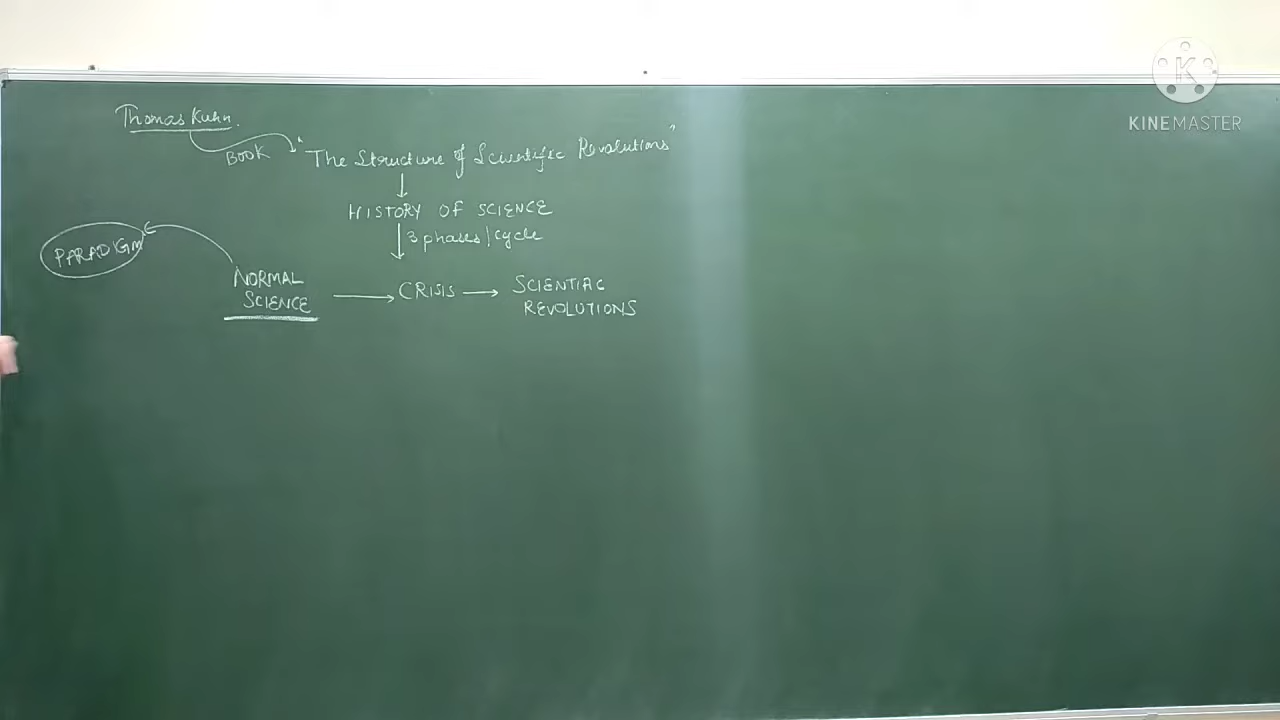 Thomas Kuhn.
BOOK
"The Structure of Scientific Revolutions"
HISTORY OF SCIENCE
3 phases/cycle
PARADIGM
NORMAL
SCIENCE
CRISIS
SCIENTIFIC
REVOLUTIONS
K
KINEMASTER